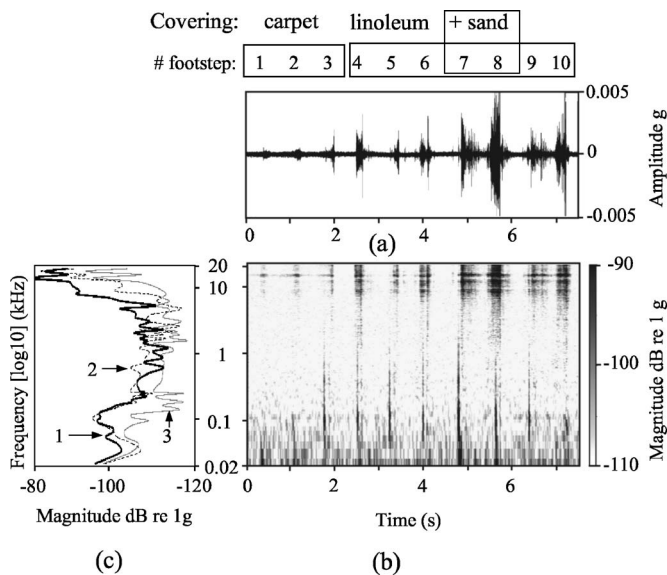 Covering: carpet linoleum + sand
# footstep: 1 2 3 4 5 6 7 8 9 10
0.005
0
-0.005
Amplitude g
0 2 4 6
(a)
20
10
1
0.1
0.02
Frequency [log10] (kHz)
2
1
3
-80 -100 -120
Magnitude dB re 1g
(c)
0 2 4 6
Time (s)
(b)
-90
-100
-110
Magnitude dB re 1 g